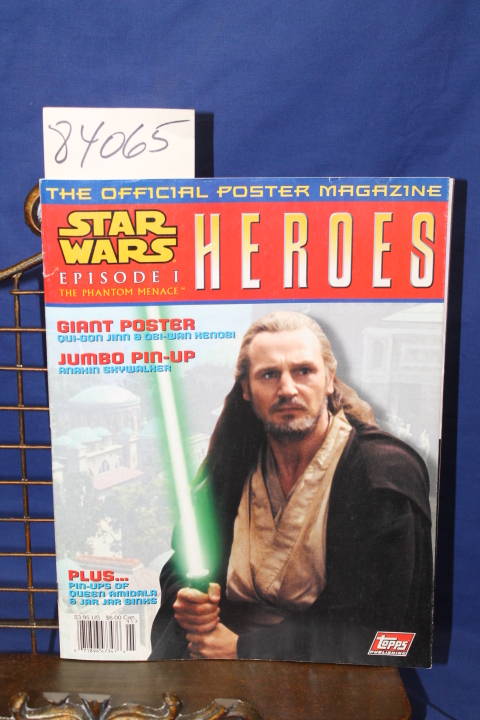 84065
THE OFFICIAL POSTER MAGAZINE
STAR
WARS
EPISODE I
THE PHANTOM MENACE™
HEROES
GIANT POSTER
QUI-GON JINN & OBI-WAN KENOBI
JUMBO PIN-UP
ANAKIN SKYWALKER
PLUS...
PIN-UPS OF
QUEEN AMIDALA
& JAR JAR BINKS
$3.95 US $6.00 Can.
topps
PUBLISHING